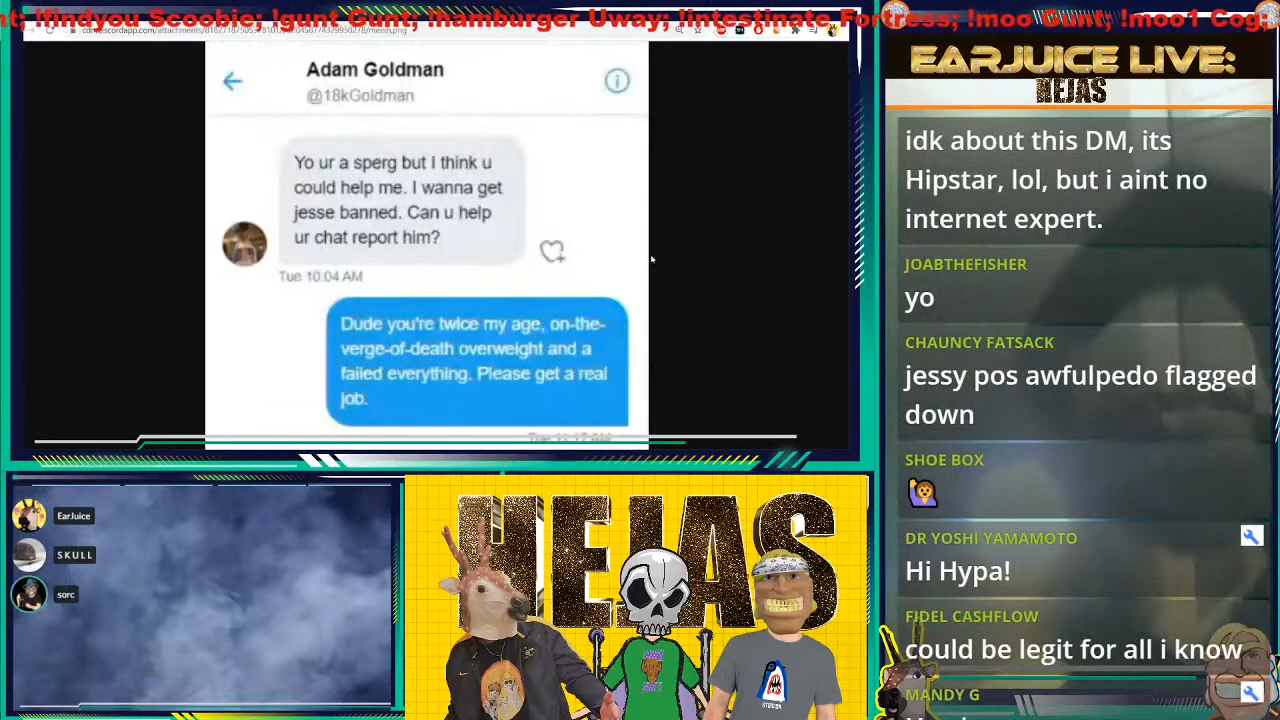 nt; !findyou Scoobie; !gunt Gunt; !hamburger Uway; !intestinate Fortress; !moo Gunt; !moo1 Cog;
Adam Goldman
@18kGoldman
Yo ur a sperg but I think u
could help me. I wanna get
jesse banned. Can u help
ur chat report him?
Tue 10:04 AM
Dude you're twice my age, on-the-
verge-of-death overweight and a
failed everything. Please get a real
job.
EarJuice
SKULL
sorc
HEJAS
EARJUICE LIVE:
HEJAS
idk about this DM, its
Hipstar, lol, but i aint no
internet expert.
JOABTHEFISHER
yo
CHAUNCY FATSACK
jessy pos awfulpedo flagged
down
SHOE BOX
DR YOSHI YAMAMOTO
Hi Hypa!
FIDEL CASHFLOW
could be legit for all i know
MANDY G